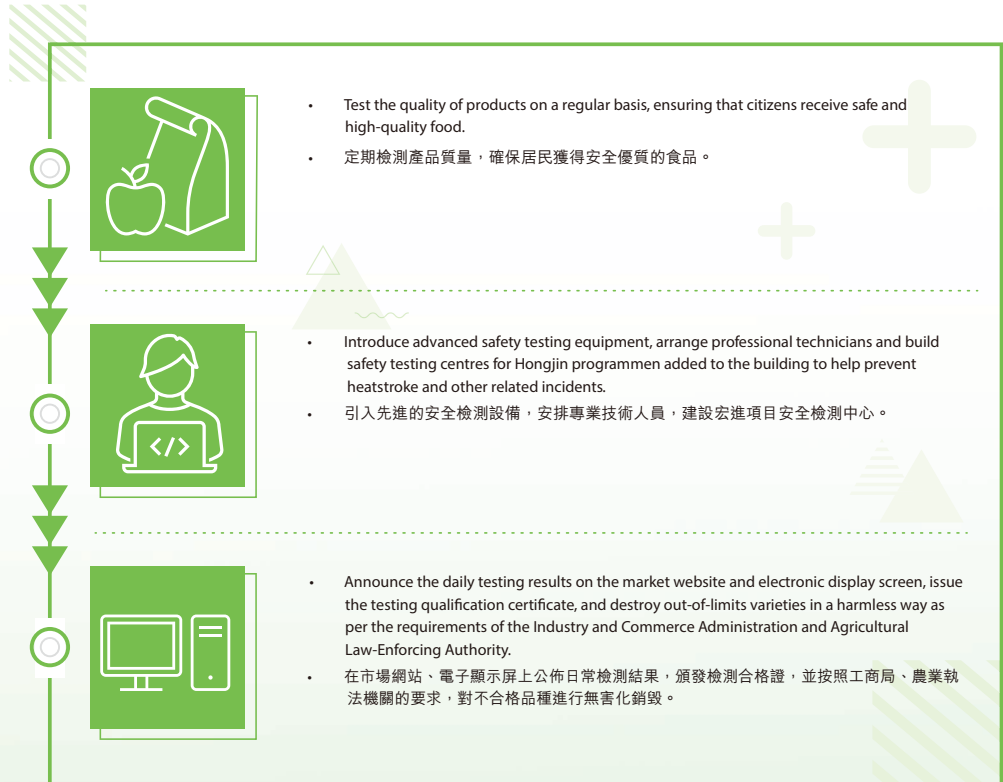 • Test the quality of products on a regular basis, ensuring that citizens receive safe and
high-quality food.
• 定期檢測產品質量，確保居民獲得安全優質的食品。
• Introduce advanced safety testing equipment, arrange professional technicians and build
safety testing centres for Hongjin programmen added to the building to help prevent
heatstroke and other related incidents.
• 引入先進的安全檢測設備，安排專業技術人員，建設宏進項目安全檢測中心。
</>
• Announce the daily testing results on the market website and electronic display screen, issue
the testing qualification certificate, and destroy out-of-limits varieties in a harmless way as
per the requirements of the Industry and Commerce Administration and Agricultural
Law-Enforcing Authority.
• 在市場網站、電子顯示屏上公佈日常檢測結果，頒發檢測合格證，並按照工商局、農業執
法機關的要求，對不合格品種進行無害化銷毀。